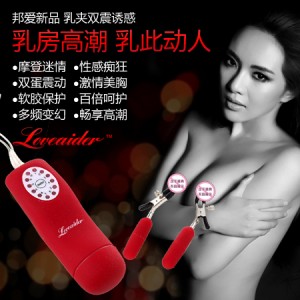 邦爱新品 乳夹双震诱感
乳房高潮 乳此动人
•摩登迷情 •性感痴狂
•双蛋震动 •激情美胸
•软胶保护 •百倍呵护
•多频变幻 •畅享高潮
Loveaider™
Loveaider